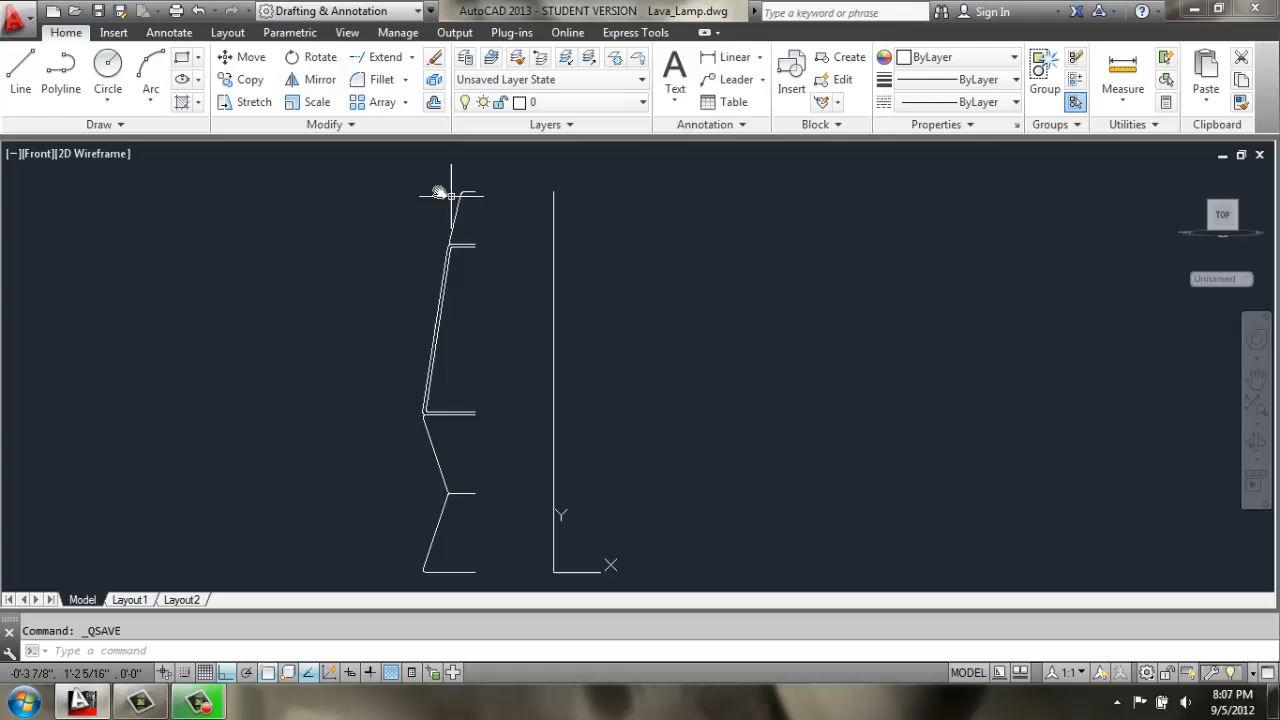 Drafting & Annotation
AutoCAD 2013 - STUDENT VERSION Lava_Lamp.dwg
Type a keyword or phrase
Sign In
Home Insert Annotate Layout Parametric View Manage Output Plug-ins Online Express Tools
Line Polyline Circle Arc
Move Rotate Extend
Copy Mirror Fillet
Stretch Scale Array
Unsaved Layer State
0
Text
Linear
Leader
Table
Insert
Create
Edit
ByLayer
ByLayer
ByLayer
Group
Measure
Paste
Draw Modify Layers Annotation Block Properties Groups Utilities Clipboard
[−][Front][2D Wireframe]
TOP
Unnamed
Y
X
Model Layout1 Layout2
Command: _QSAVE
Type a command
-0'-3 7/8", 1'-2 5/16" , 0'-0"
MODEL
1:1
8:07 PM
9/5/2012